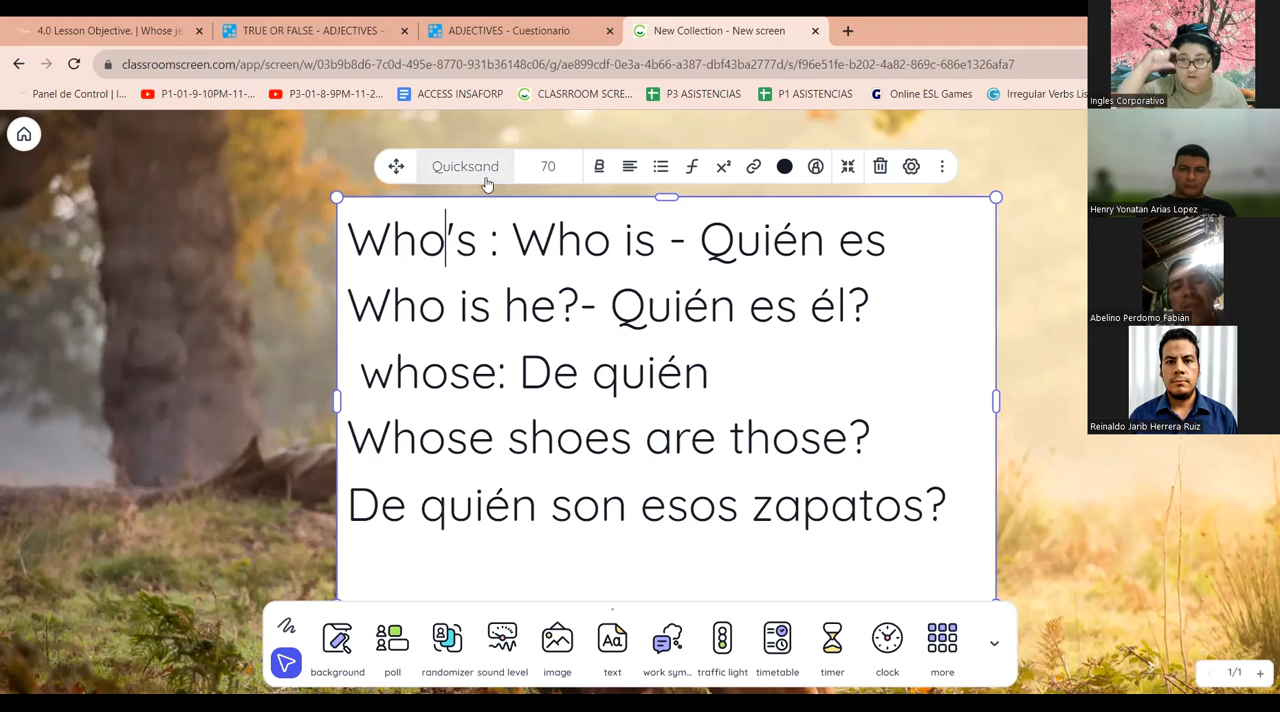 4.0 Lesson Objective. | Whose je
TRUE OR FALSE - ADJECTIVES -
ADJECTIVES - Cuestionario
New Collection - New screen
classroomscreen.com/app/screen/w/03b9b8d6-7c0d-495e-8770-931b36148c06/g/ae899cdf-0e3a-4b66-a387-dbf43ba2777d/s/f96e51fe-b202-4a82-869c-686e1326afa7
Panel de Control | I...
P1-01-9-10PM-11-...
P3-01-8-9PM-11-2...
ACCESS INSAFORP
CLASSROOM SCRE...
P3 ASISTENCIAS
P1 ASISTENCIAS
Online ESL Games
Irregular Verbs Lis
Ingles Corporativo
Henry Yonatan Arias Lopez
Abelino Perdomo Fabián
Reinaldo Jarib Herrera Ruiz
Quicksand 70
Who's : Who is - Quién es
Who is he?- Quién es él?
whose: De quién
Whose shoes are those?
De quién son esos zapatos?
background
poll
randomizer
sound level
image
text
work sym...
traffic light
timetable
timer
clock
more
1/1